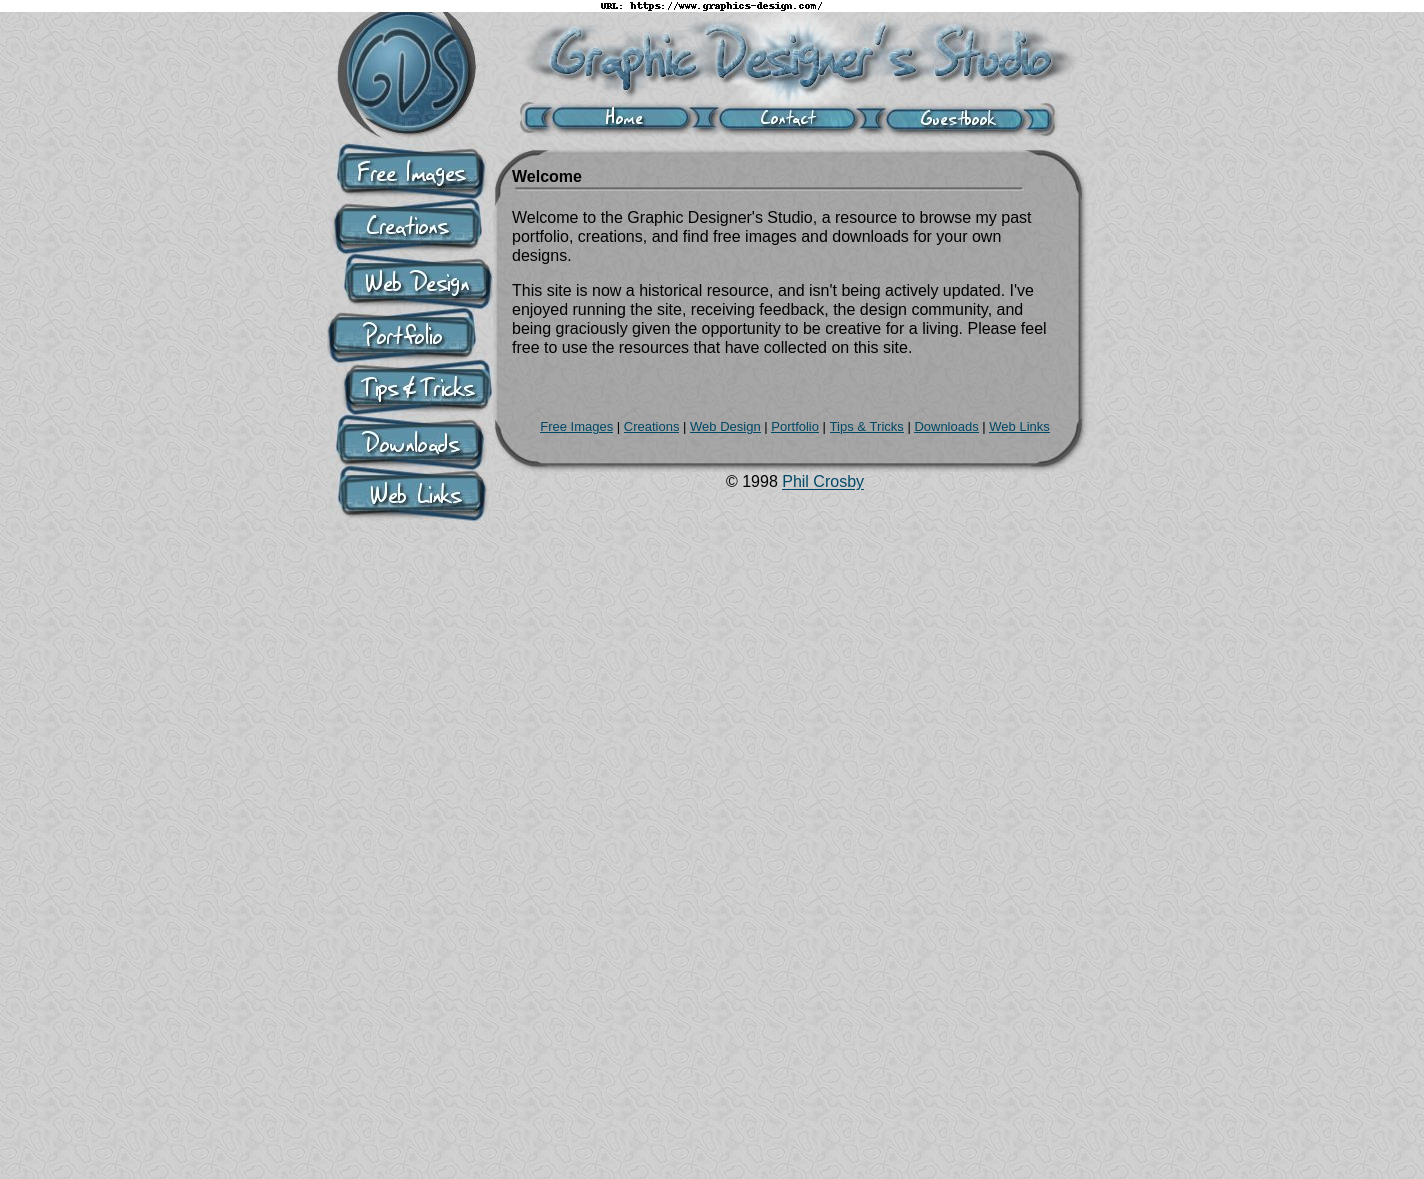 URL: https://www.graphics-design.com/
GDS
Graphic Designer's Studio
Home Contact Guestbook
Free Images
Creations
Web Design
Portfolio
Tips & Tricks
Downloads
Web Links
Welcome
Welcome to the Graphic Designer's Studio, a resource to browse my past
portfolio, creations, and find free images and downloads for your own
designs.
This site is now a historical resource, and isn't being actively updated. I've
enjoyed running the site, receiving feedback, the design community, and
being graciously given the opportunity to be creative for a living. Please feel
free to use the resources that have collected on this site.
Free Images | Creations | Web Design | Portfolio | Tips & Tricks | Downloads | Web Links
© 1998 Phil Crosby